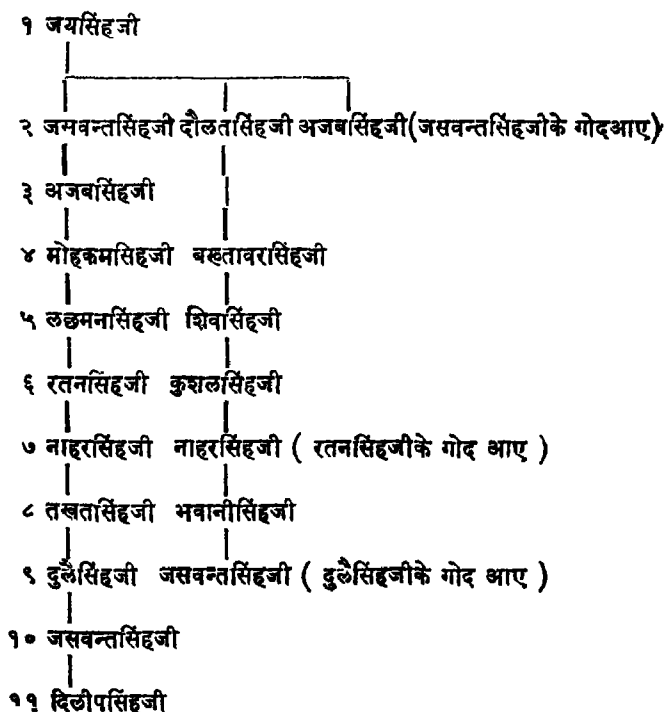 १ जयसिंहजी
२ जमवन्तसिंहजी दौलतसिंहजी अजबसिंहजी(जसवन्तसिंहजीके गोदआए)
३ अजबसिंहजी
४ मोहकमसिहजी बख्तावरसिंहजी
५ लछमनसिंहजी शिवसिंहजी
६ रतनसिंहजी कुशलसिंहजी
७ नाहरसिंहजी नाहरसिंहजी ( रतनसिंहजीके गोद आए )
८ तखतसिंहजी भवानीसिंहजी
९ दुलैसिंहजी जसवन्तसिंहजी ( दुलैसिंहजीके गोद आए )
१० जसवन्तसिंहजी
११ दिलीपसिंहजी